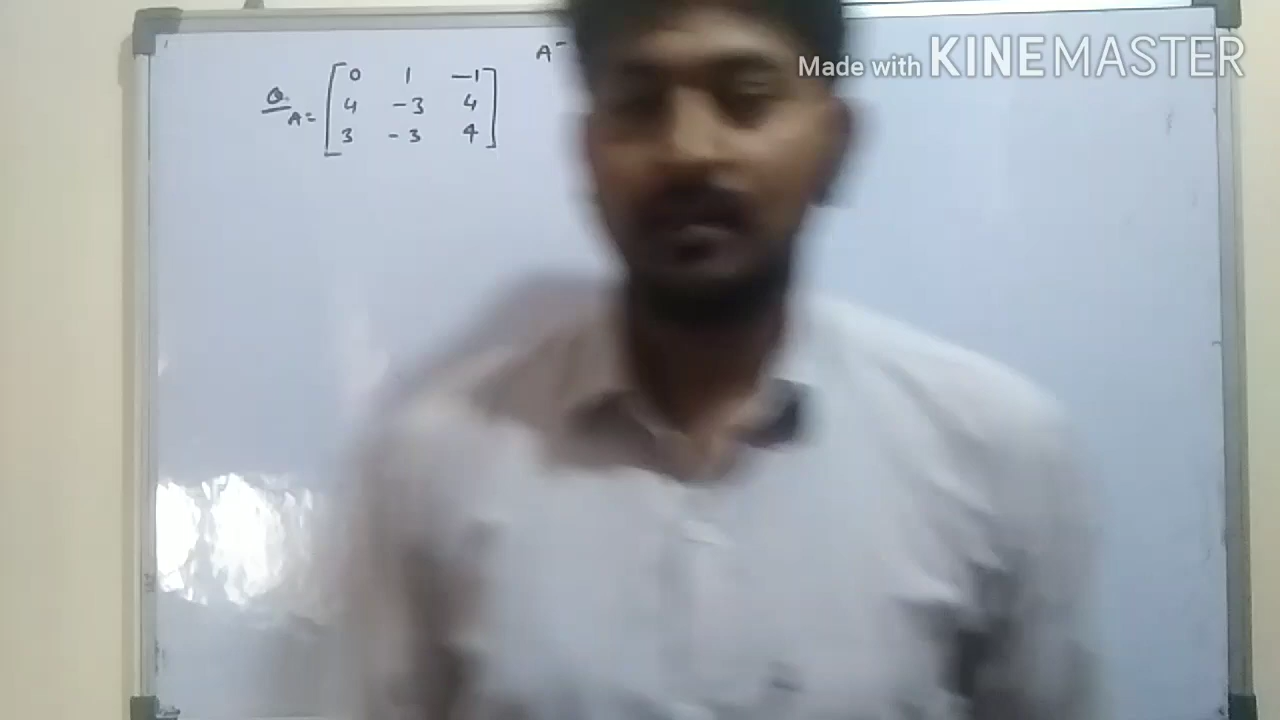 Q. A = [ 0 1 -1
4 -3 4
3 -3 4 ]
A-
Made with KINEMASTER